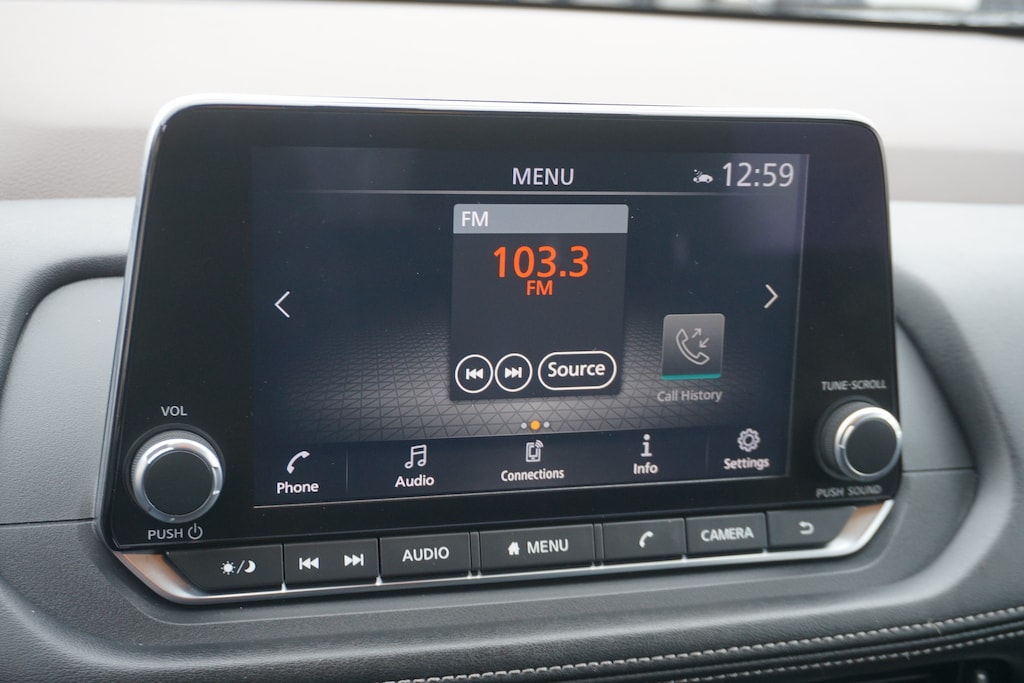 MENU 12:59
FM
103.3
FM
Source
Call History
VOL
TUNE·SCROLL
Phone Audio Connections Info Settings
PUSH
PUSH SOUND
AUDIO MENU CAMERA